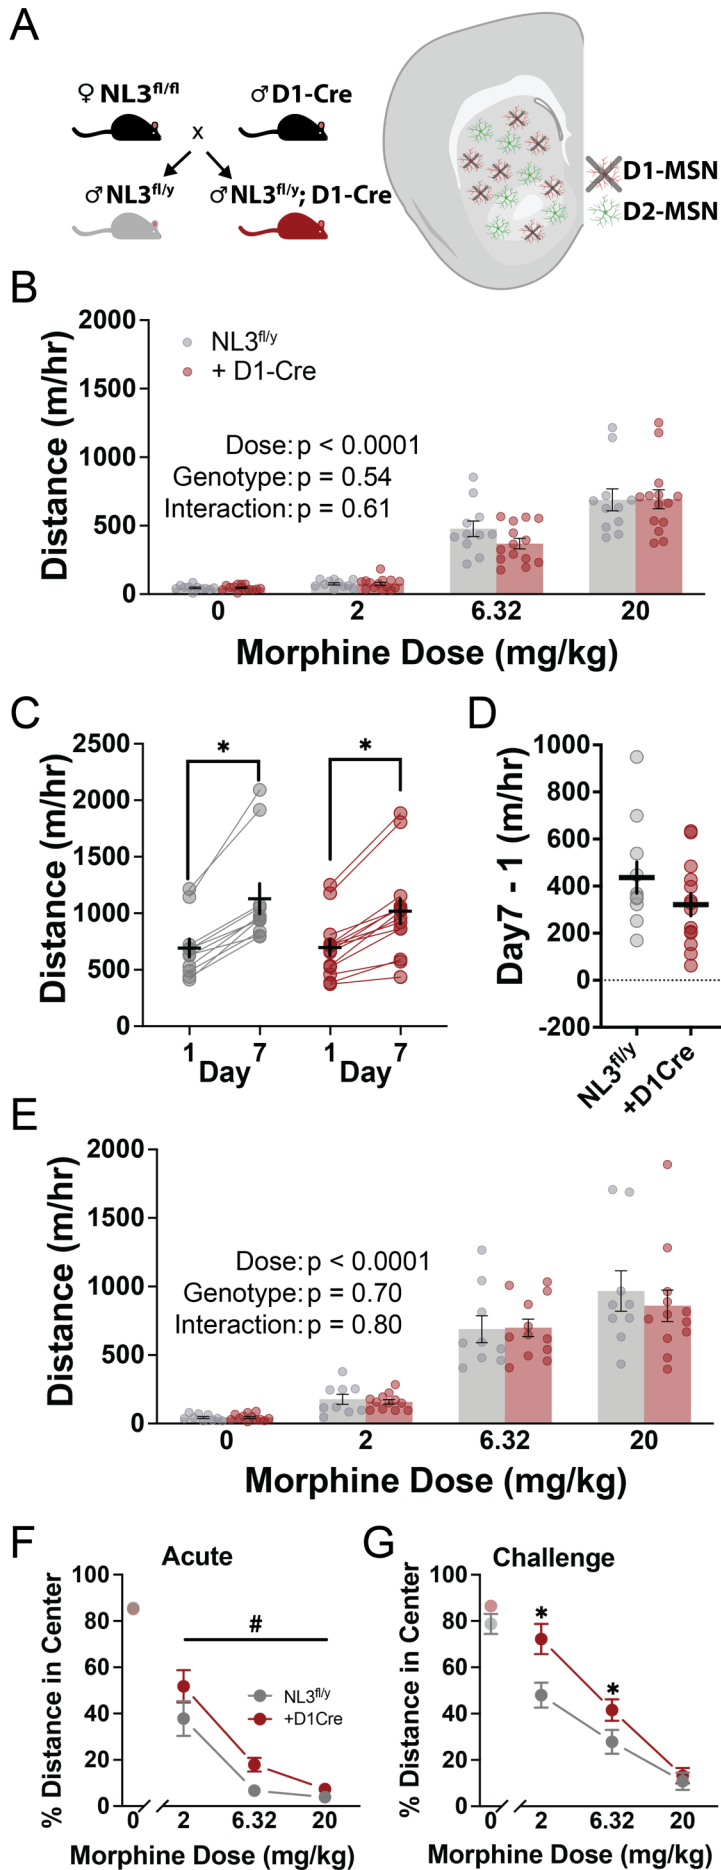 A
♀ NL3fl/fl
♂ D1-Cre
x
♂ NL3fl/y
♂ NL3fl/y; D1-Cre
D1-MSN
D2-MSN
B
Distance (m/hr)
2000
1500
1000
500
0
NL3fl/y
+ D1-Cre
Dose: p < 0.0001
Genotype: p = 0.54
Interaction: p = 0.61
0 2 6.32 20
Morphine Dose (mg/kg)
C
Distance (m/hr)
2500
2000
1500
1000
500
0
* *
1 7 1 7
Day Day
D
Day7 - 1 (m/hr)
1000
800
600
400
200
0
-200
NL3fl/y
+D1Cre
E
Distance (m/hr)
2000
1500
1000
500
0
Dose: p < 0.0001
Genotype: p = 0.70
Interaction: p = 0.80
0 2 6.32 20
Morphine Dose (mg/kg)
F
Acute
% Distance in Center
100
80
60
40
20
0
#
NL3fl/y
+D1Cre
0 2 6.32 20
Morphine Dose (mg/kg)
G
Challenge
% Distance in Center
100
80
60
40
20
0
*
*
0 2 6.32 20
Morphine Dose (mg/kg)